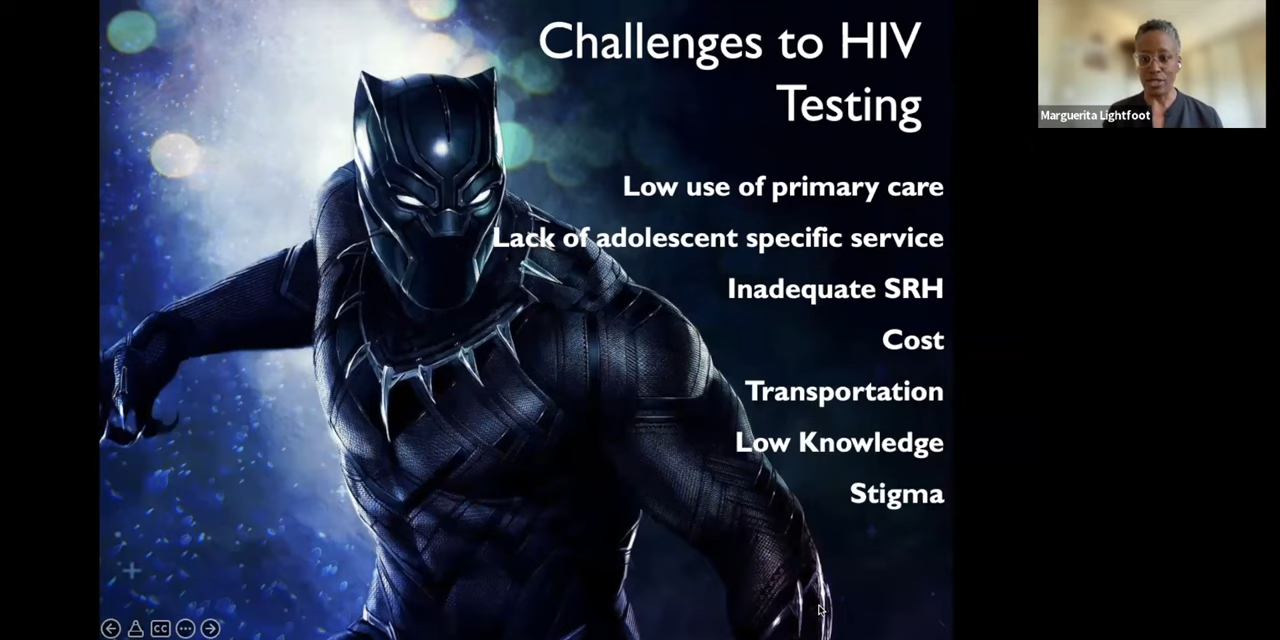 Challenges to HIV
Testing
Marguerita Lightfoot
Low use of primary care
Lack of adolescent specific service
Inadequate SRH
Cost
Transportation
Low Knowledge
Stigma
CC